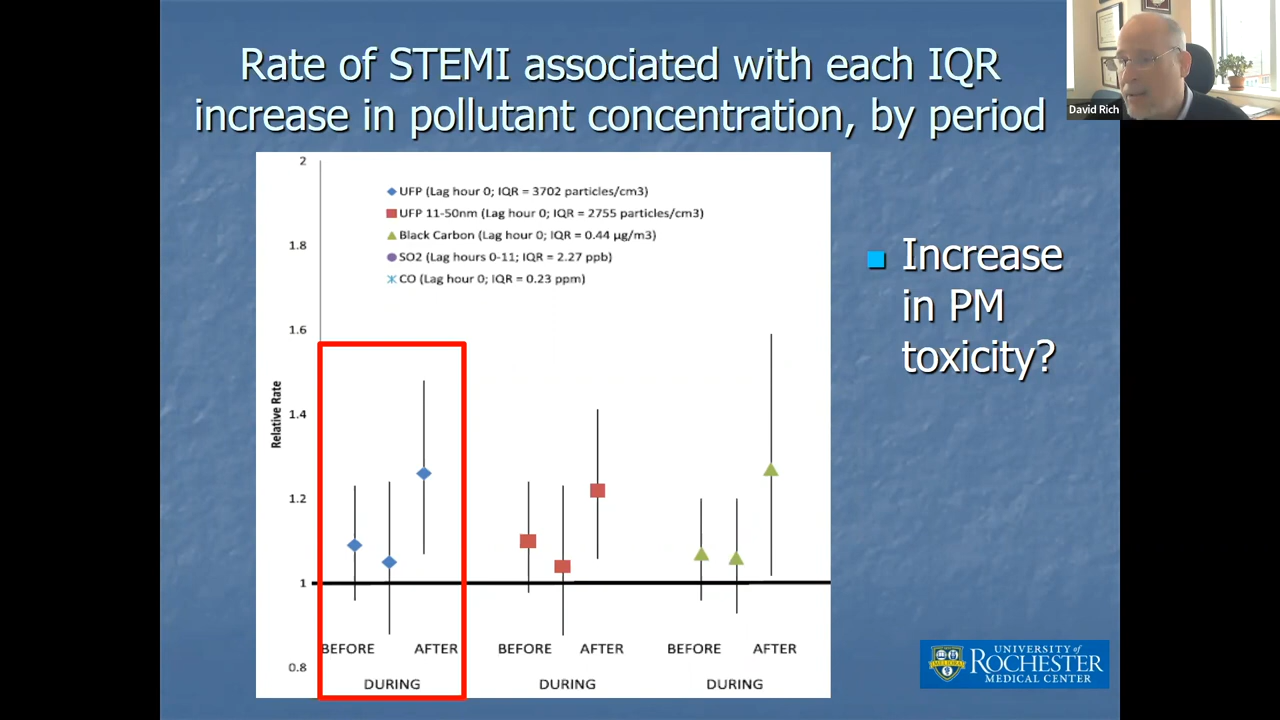 Rate of STEMI associated with each IQR
increase in pollutant concentration, by period
David Rich
2
1.8
1.6
1.4
1.2
1
0.8
Relative Rate
UFP (Lag hour 0; IQR = 3702 particles/cm3)
UFP 11-50nm (Lag hour 0; IQR = 2755 particles/cm3)
Black Carbon (Lag hour 0; IQR = 0.44 µg/m3)
SO2 (Lag hours 0-11; IQR = 2.27 ppb)
CO (Lag hour 0; IQR = 0.23 ppm)
BEFORE AFTER BEFORE AFTER BEFORE AFTER
DURING DURING DURING
Increase
in PM
toxicity?
UNIVERSITY of
ROCHESTER
MEDICAL CENTER